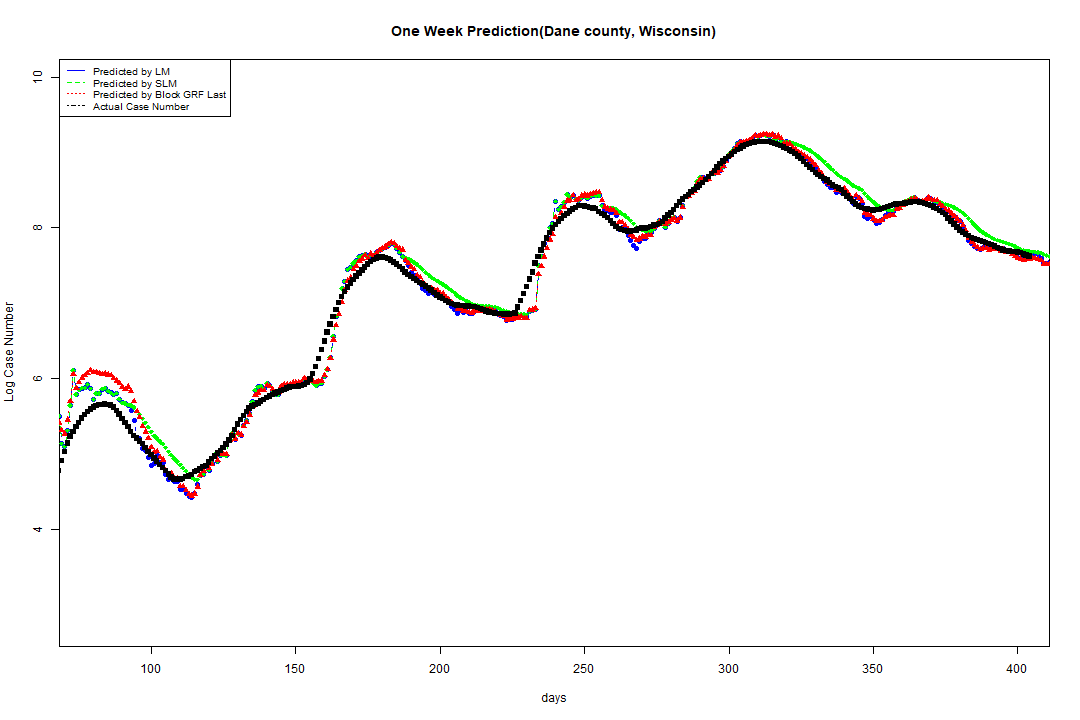 One Week Prediction(Dane county, Wisconsin)
Predicted by LM
Predicted by SLM
Predicted by Block GRF Last
Actual Case Number
10
8
6
4
Log Case Number
100 150 200 250 300 350 400
days